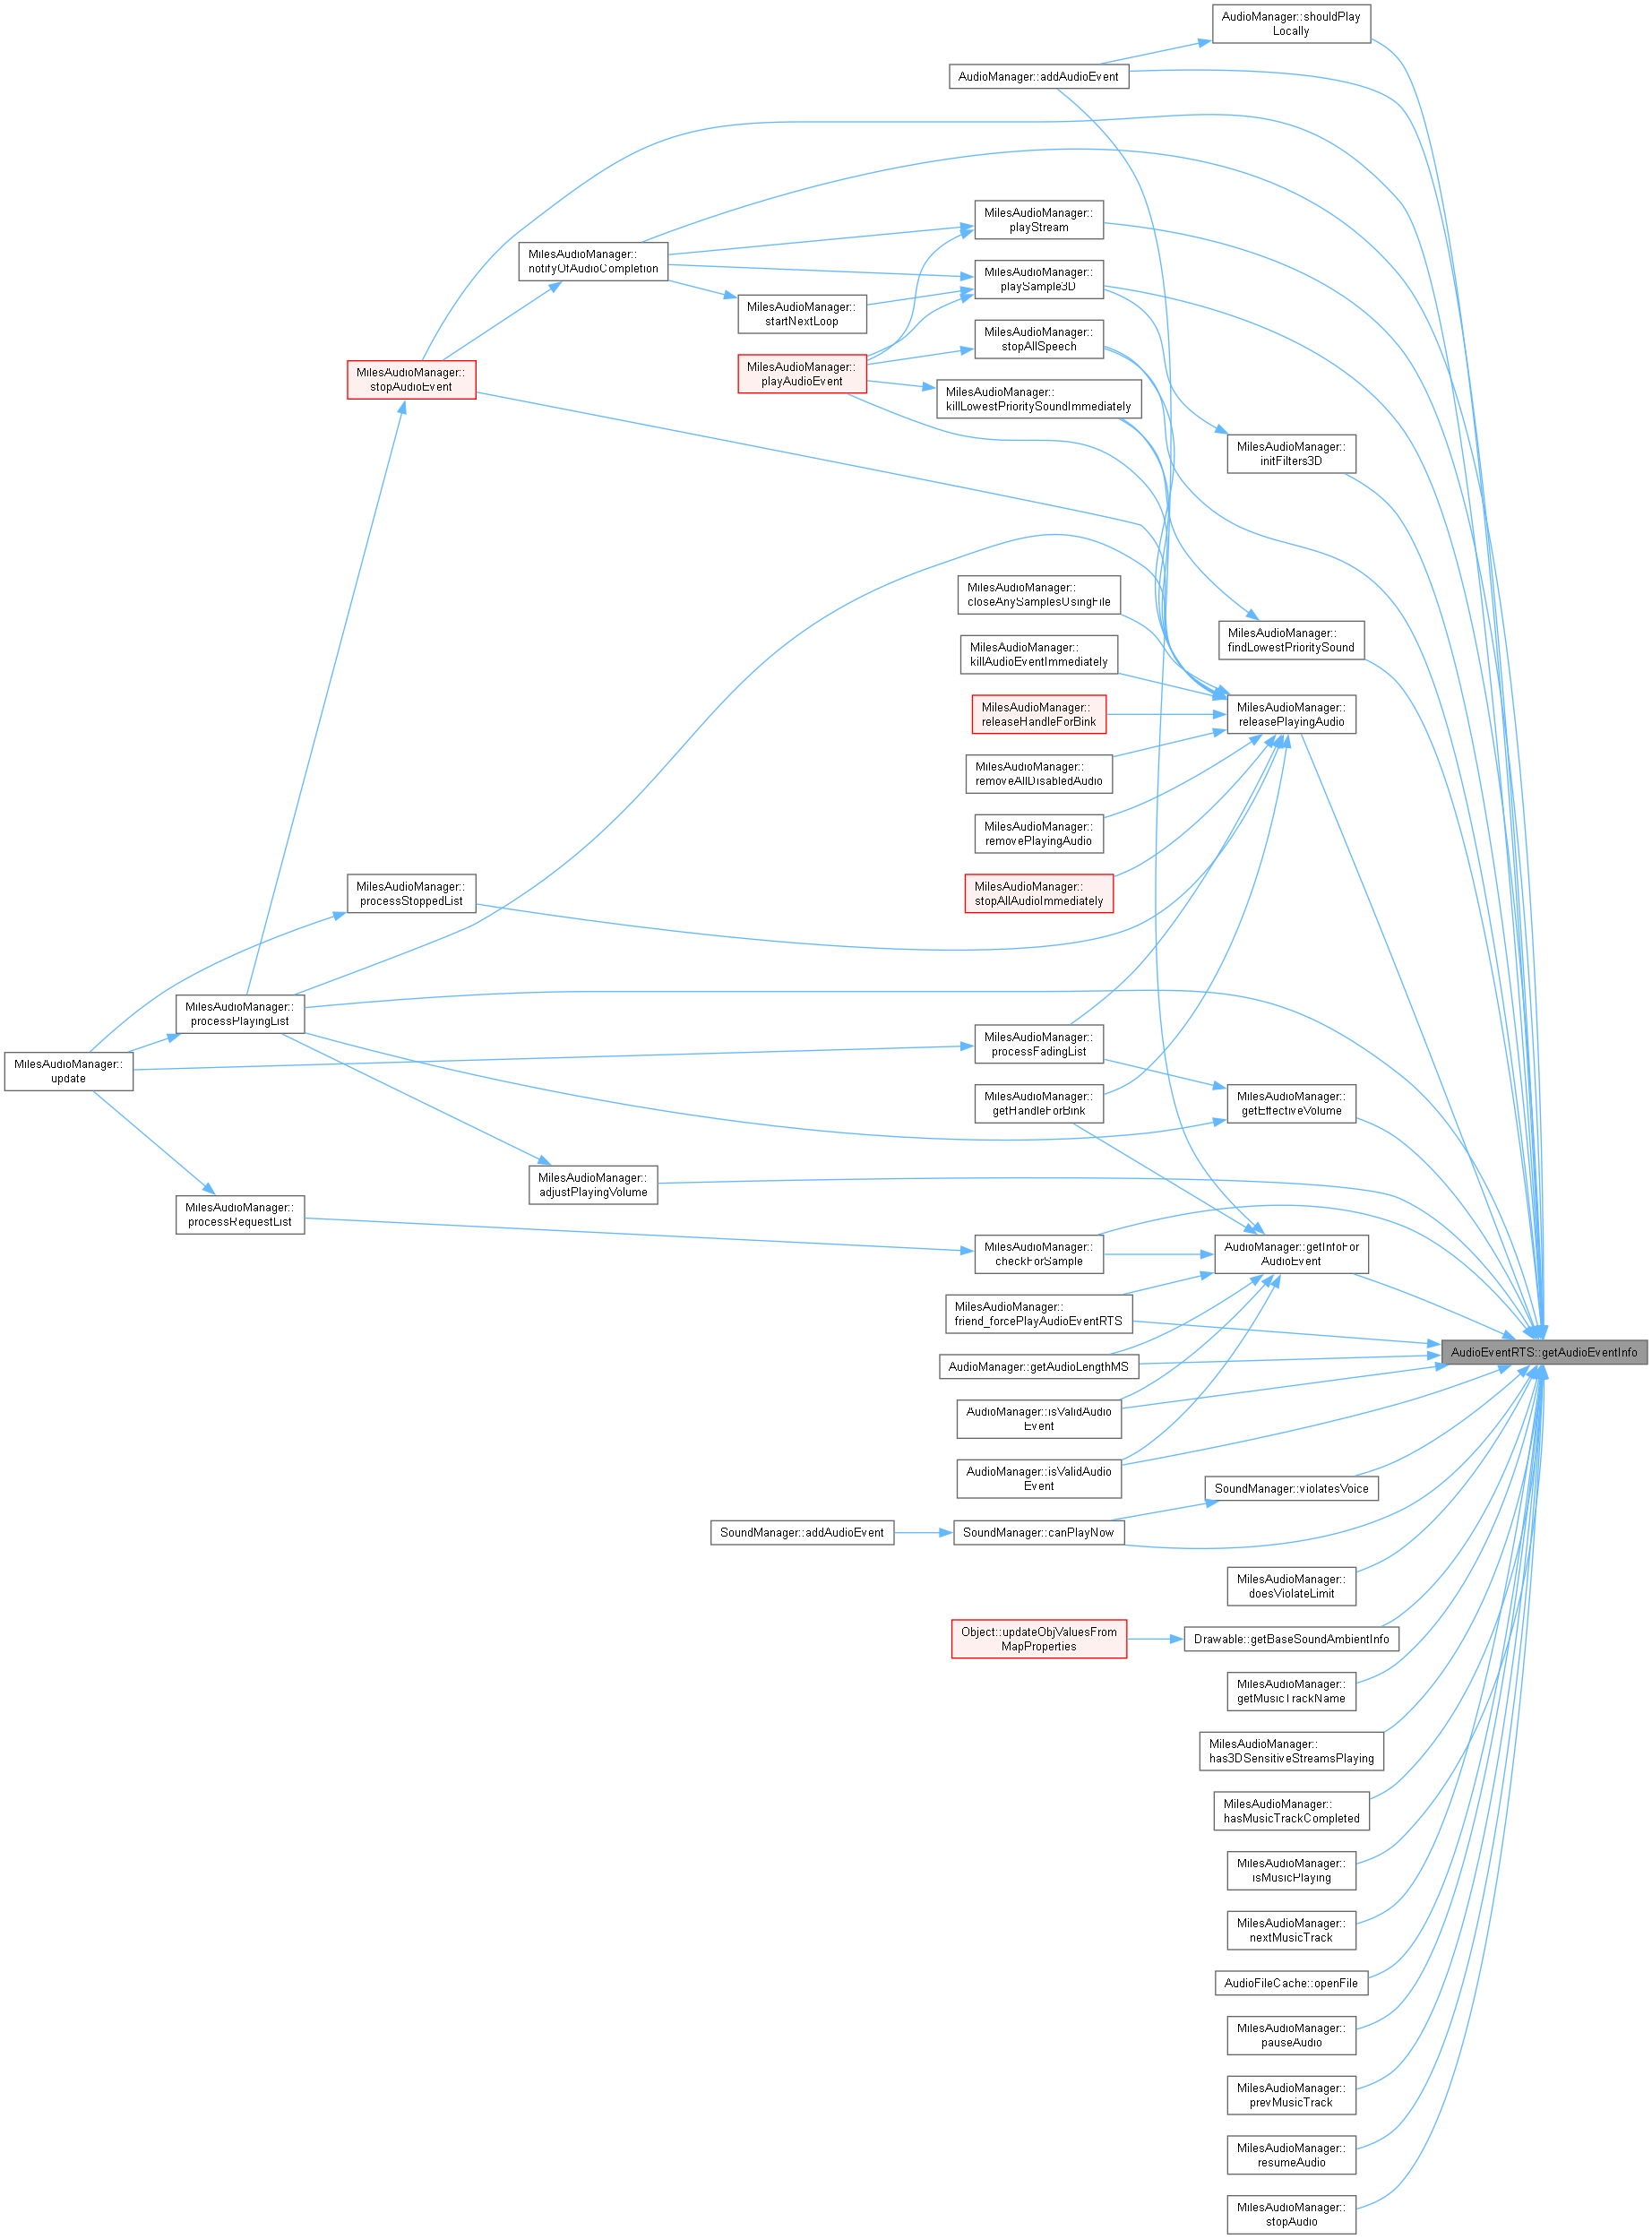 AudioManager::shouldPlay
Locally
AudioManager::addAudioEvent
MilesAudioManager::
playStream
MilesAudioManager::
notifyOfAudioCompletion
MilesAudioManager::
playSample3D
MilesAudioManager::
startNextLoop
MilesAudioManager::
stopAllSpeech
MilesAudioManager::
stopAudioEvent
MilesAudioManager::
playAudioEvent
MilesAudioManager::
killLowestPrioritySoundImmediately
MilesAudioManager::
initFilters3D
MilesAudioManager::
closeAnySamplesUsingFile
MilesAudioManager::
findLowestPrioritySound
MilesAudioManager::
killAudioEventImmediately
MilesAudioManager::
releaseHandleForBink
MilesAudioManager::
releasePlayingAudio
MilesAudioManager::
removeAllDisabledAudio
MilesAudioManager::
removePlayingAudio
MilesAudioManager::
processStoppedList
MilesAudioManager::
stopAllAudioImmediately
MilesAudioManager::
processPlayingList
MilesAudioManager::
processFadingList
MilesAudioManager::
update
MilesAudioManager::
getHandleForBink
MilesAudioManager::
getEffectiveVolume
MilesAudioManager::
adjustPlayingVolume
MilesAudioManager::
processRequestList
MilesAudioManager::
checkForSample
AudioManager::getInfoFor
AudioEvent
MilesAudioManager::
friend_forcePlayAudioEventRTS
AudioEventRTS::getAudioEventInfo
AudioManager::getAudioLengthMS
AudioManager::isValidAudio
Event
AudioManager::isValidAudio
Event
SoundManager::violatesVoice
SoundManager::addAudioEvent
SoundManager::canPlayNow
MilesAudioManager::
doesViolateLimit
Object::updateObjValuesFrom
MapProperties
Drawable::getBaseSoundAmbientInfo
MilesAudioManager::
getMusicTrackName
MilesAudioManager::
has3DSensitiveStreamsPlaying
MilesAudioManager::
hasMusicTrackCompleted
MilesAudioManager::
isMusicPlaying
MilesAudioManager::
nextMusicTrack
AudioFileCache::openFile
MilesAudioManager::
pauseAudio
MilesAudioManager::
prevMusicTrack
MilesAudioManager::
resumeAudio
MilesAudioManager::
stopAudio